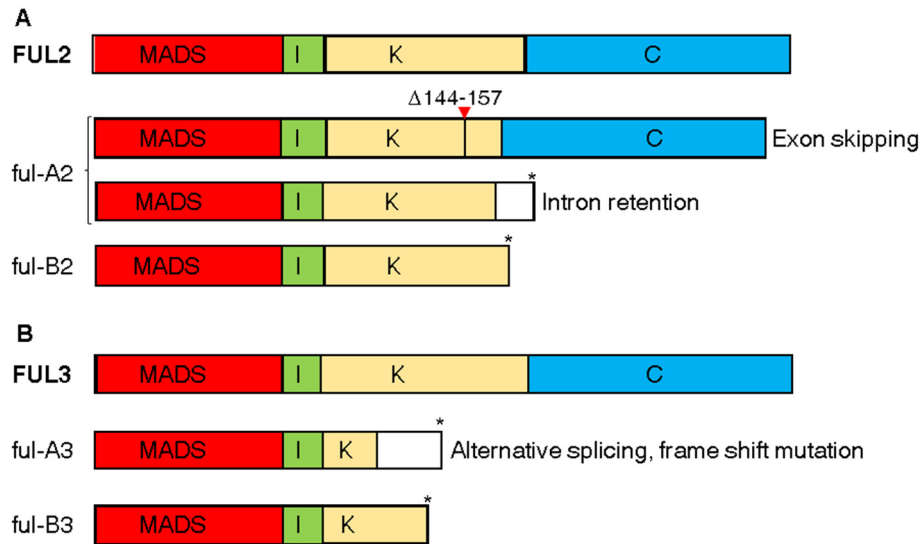 A
FUL2 MADS I K C
Δ144-157
MADS I K C Exon skipping
ful-A2
* 
MADS I K Intron retention
*
ful-B2 MADS I K
B
FUL3 MADS I K C
*
ful-A3 MADS I K Alternative splicing, frame shift mutation
*
ful-B3 MADS I K